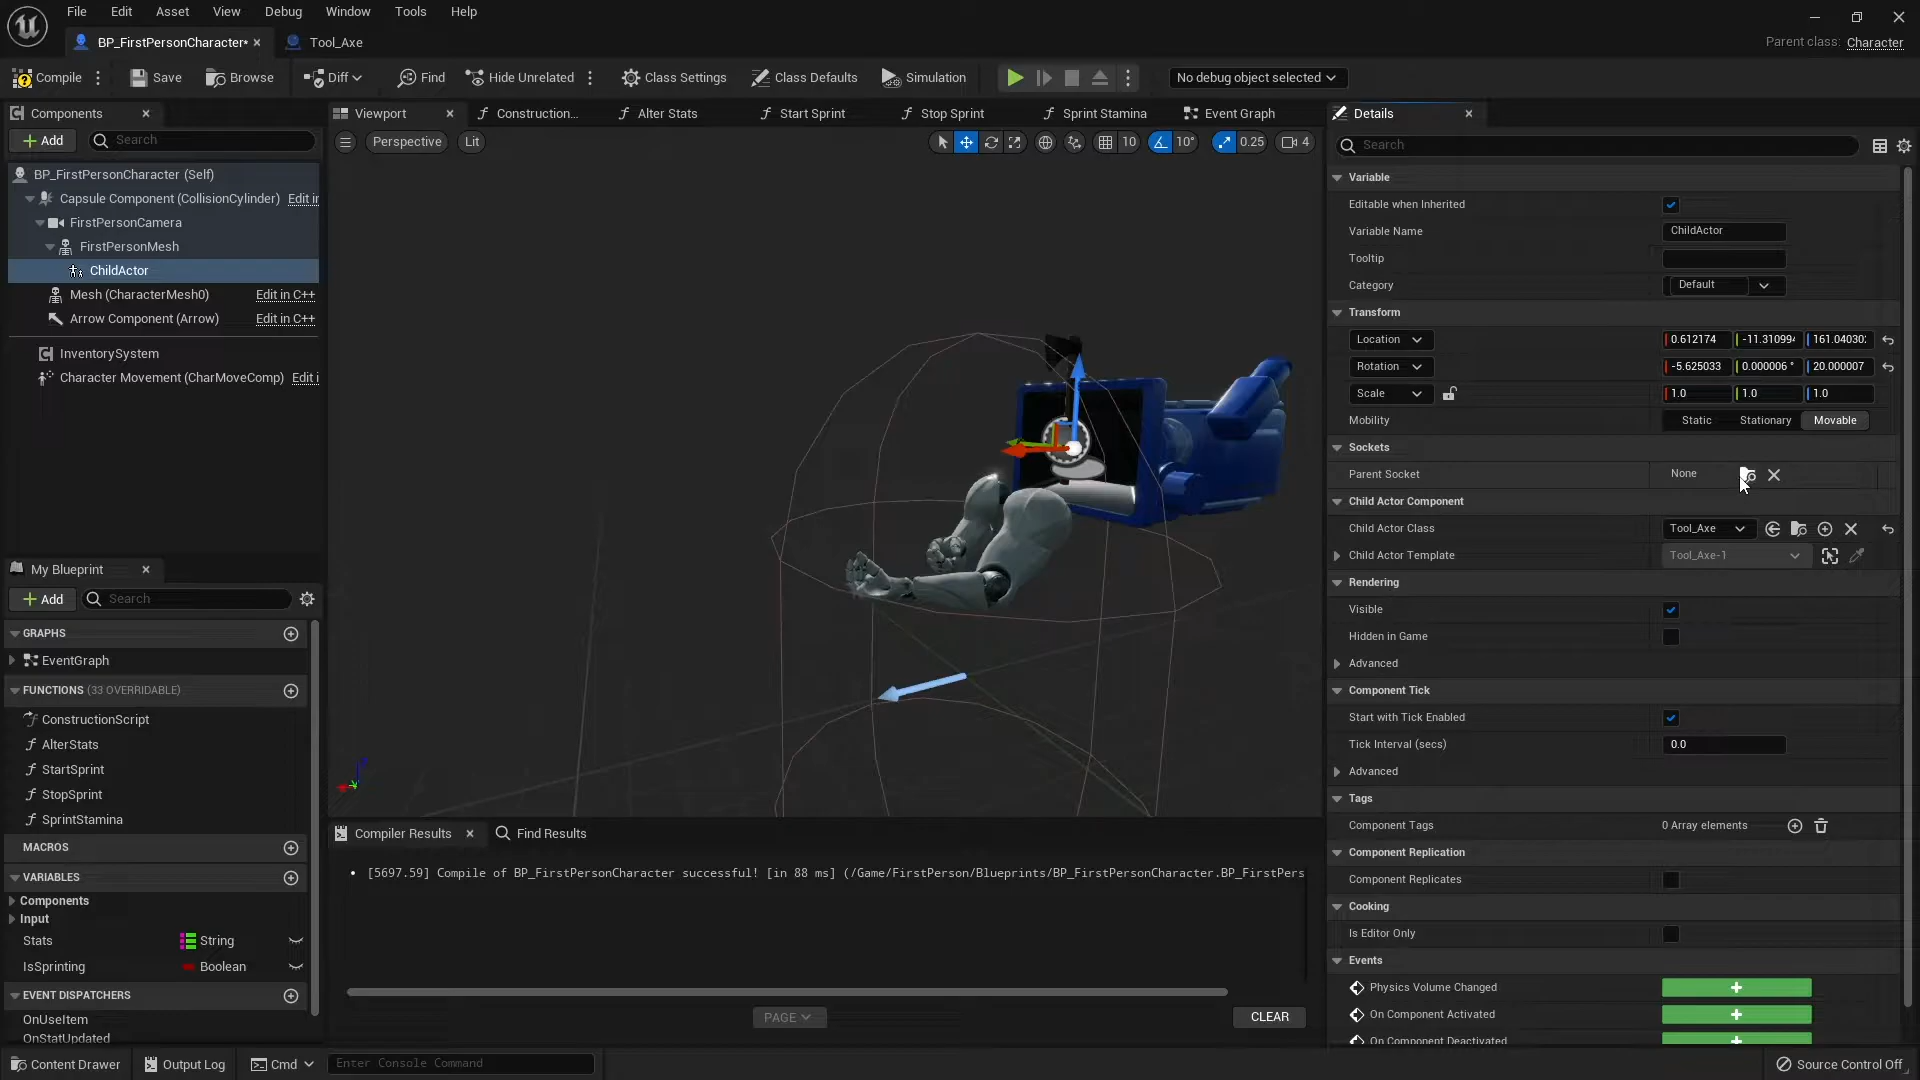 File Edit Asset View Debug Window Tools Help
BP_FirstPersonCharacter* Tool_Axe
Parent class: Character
Compile Save Browse Diff Find Hide Unrelated Class Settings Class Defaults Simulation No debug object selected
Components
Add Search
BP_FirstPersonCharacter (Self)
Capsule Component (CollisionCylinder) Edit in
FirstPersonCamera
FirstPersonMesh
ChildActor
Mesh (CharacterMesh0) Edit in C++
Arrow Component (Arrow) Edit in C++
InventorySystem
Character Movement (CharMoveComp) Edit i
My Blueprint
Add Search
GRAPHS
EventGraph
FUNCTIONS (33 OVERRIDABLE)
ConstructionScript
AlterStats
StartSprint
StopSprint
SprintStamina
MACROS
VARIABLES
Components
Input
Stats String
IsSprinting Boolean
EVENT DISPATCHERS
OnUseItem
OnStatUpdated
Viewport Construction... Alter Stats Start Sprint Stop Sprint Sprint Stamina Event Graph
Perspective Lit 10 10° 0.25 4
Compiler Results Find Results
• [5697.59] Compile of BP_FirstPersonCharacter successful! [in 88 ms] (/Game/FirstPerson/Blueprints/BP_FirstPersonCharacter.BP_FirstPers
PAGE CLEAR
Details
Search
Variable
Editable when Inherited
Variable Name ChildActor
Tooltip
Category Default
Transform
Location 0.612174 -11.31099 161.04030
Rotation -5.625033 0.000006 ° 20.000007
Scale 1.0 1.0 1.0
Mobility Static Stationary Movable
Sockets
Parent Socket None
Child Actor Component
Child Actor Class Tool_Axe
Child Actor Template Tool_Axe-1
Rendering
Visible
Hidden in Game
Advanced
Component Tick
Start with Tick Enabled
Tick Interval (secs) 0.0
Advanced
Tags
Component Tags 0 Array elements
Component Replication
Component Replicates
Cooking
Is Editor Only
Events
Physics Volume Changed
On Component Activated
On Component Deactivated
Content Drawer Output Log Cmd Enter Console Command Source Control Off